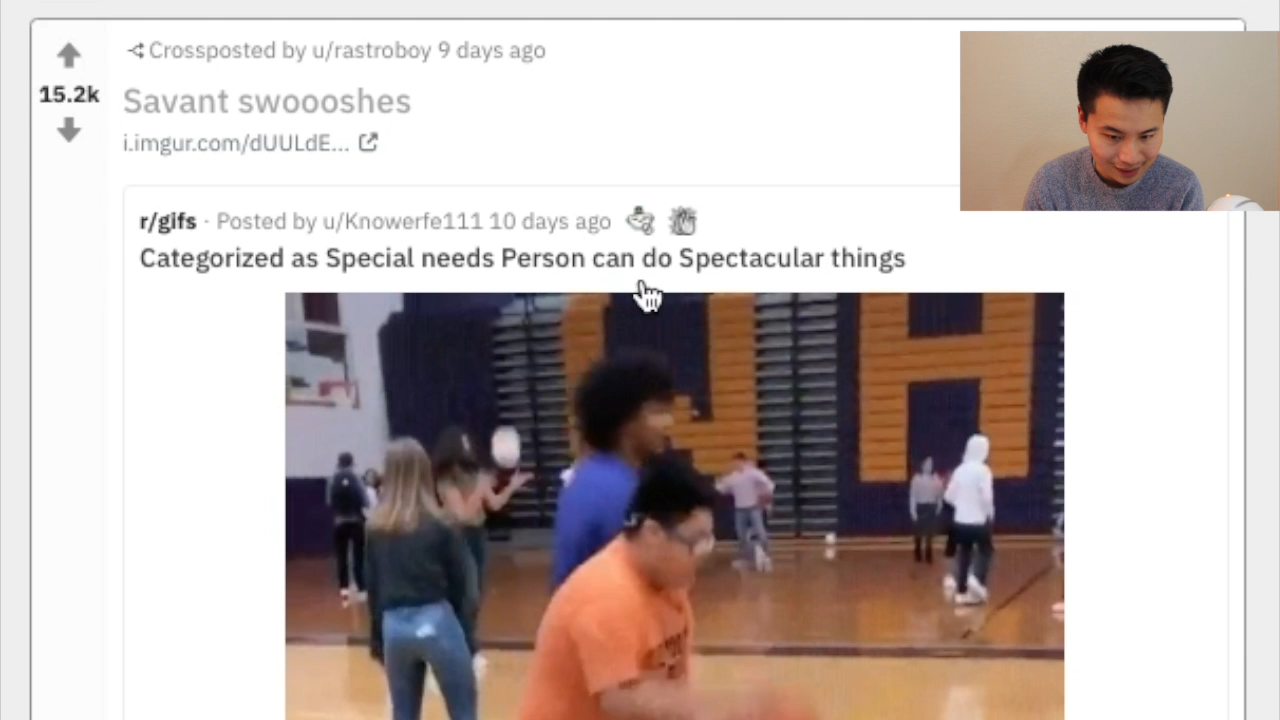 Crossposted by u/rastroboy 9 days ago
15.2k
Savant swoooshes
i.imgur.com/dUULdE...
r/gifs · Posted by u/Knowerfe111 10 days ago
Categorized as Special needs Person can do Spectacular things
H